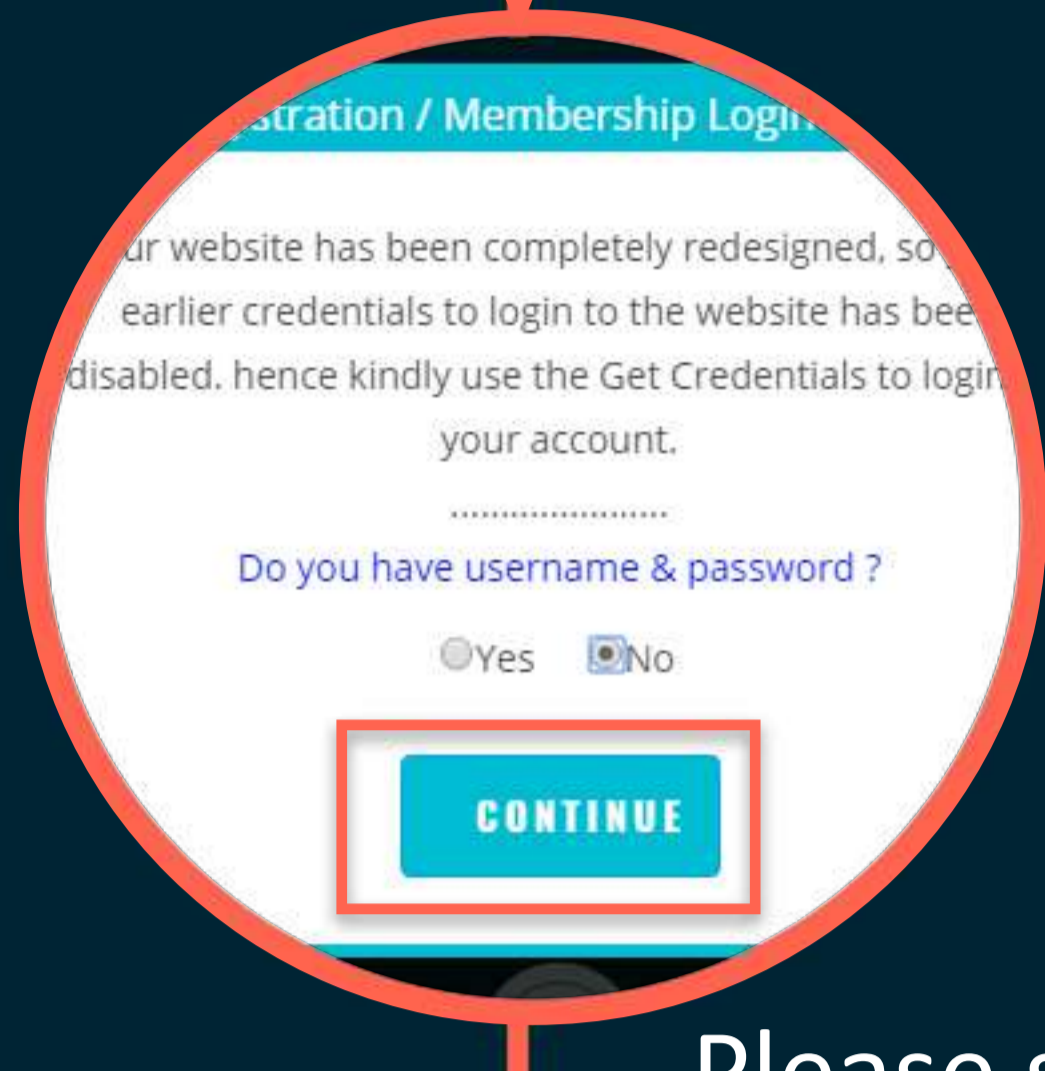 stration / Membership Login
ur website has been completely redesigned, so
earlier credentials to login to the website has bee
disabled. hence kindly use the Get Credentials to login
your account.
......................
Do you have username & password ?
Yes No
CONTINUE
Please s